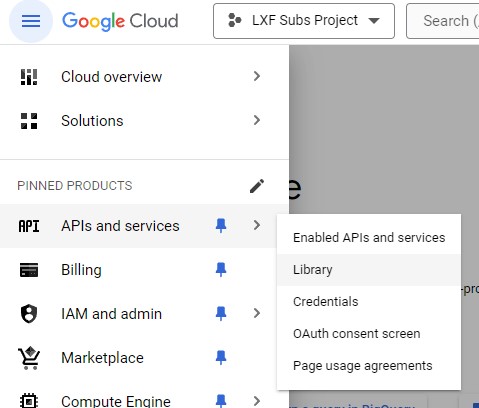 Google Cloud
LXF Subs Project
Search (
Cloud overview
Solutions
PINNED PRODUCTS
e
API APIs and services
Enabled APIs and services
Billing
Library
-pro
IAM and admin
Credentials
OAuth consent screen
Marketplace
Page usage agreements
Compute Engine
a query in BigQuery